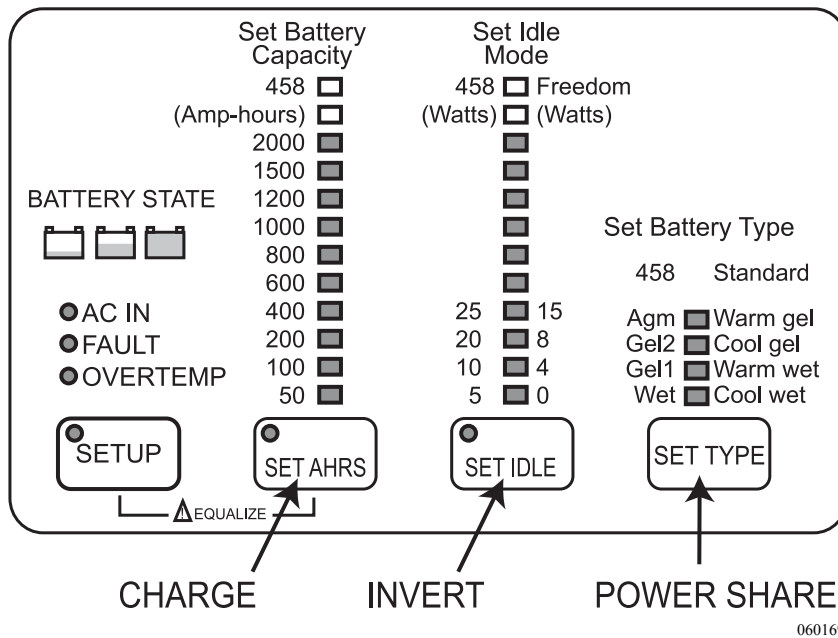 Set Battery Capacity
458
(Amp-hours)
2000
1500
1200
1000
800
600
400
200
100
50
Set Idle Mode
458 Freedom
(Watts) (Watts)
25 15
20 8
10 4
5 0
BATTERY STATE
AC IN
FAULT
OVERTEMP
Set Battery Type
458 Standard
Agm Warm gel
Gel2 Cool gel
Gel1 Warm wet
Wet Cool wet
SETUP
SET AHRS
SET IDLE
SET TYPE
! EQUALIZE
CHARGE
INVERT
POWER SHARE